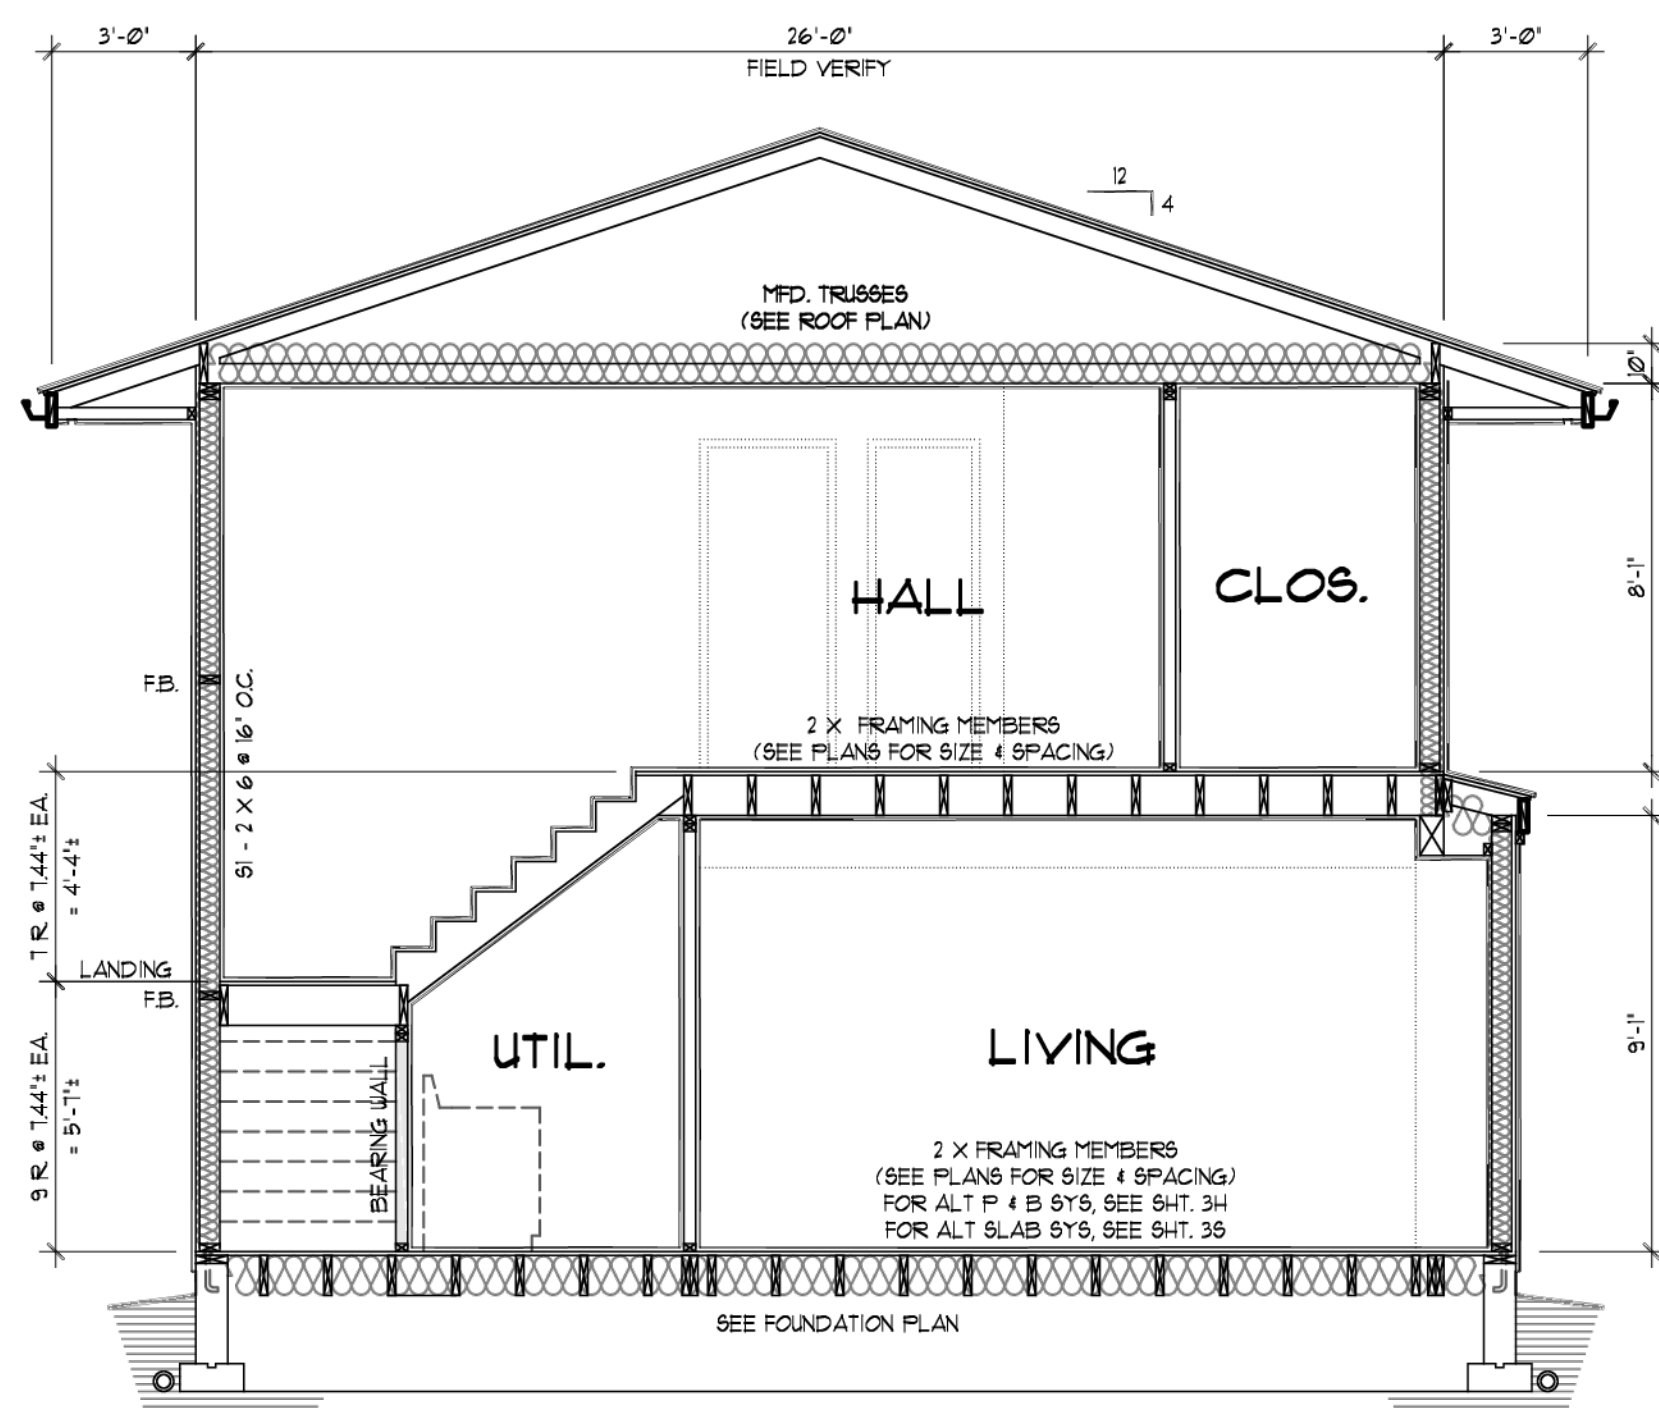 3'-0" 26'-0" 3'-0"
FIELD VERIFY
12
4
MFD. TRUSSES
(SEE ROOF PLAN)
10"
HALL
CLOS.
8'-1"
F.B.
S1 - 2 X 6 @ 16" O.C.
2 X FRAMING MEMBERS
(SEE PLANS FOR SIZE & SPACING)
7 R @ 7.44"± EA.
= 4'-4"±
LANDING
F.B.
UTIL.
LIVING
9'-1"
9 R @ 7.44"± EA.
= 5'-7"±
BEARING WALL
2 X FRAMING MEMBERS
(SEE PLANS FOR SIZE & SPACING)
FOR ALT P & B SYS, SEE SHT. 3H
FOR ALT SLAB SYS, SEE SHT. 3S
SEE FOUNDATION PLAN